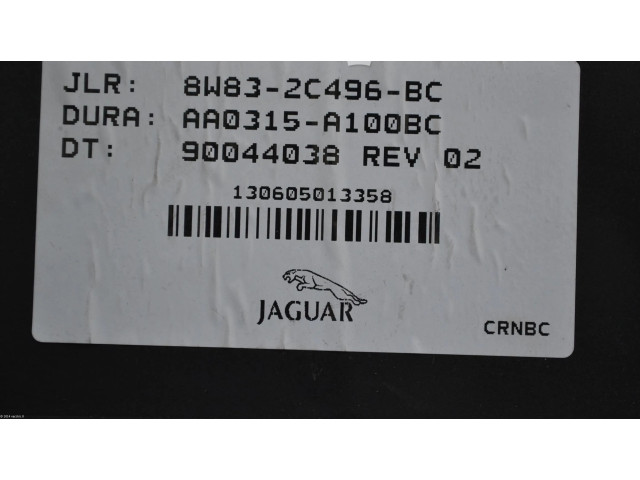 JLR: 8W83-2C496-BC
DURA: AA0315-A100BC
DT: 90044038 REV 02
130605013358
JAGUAR
CRNBC